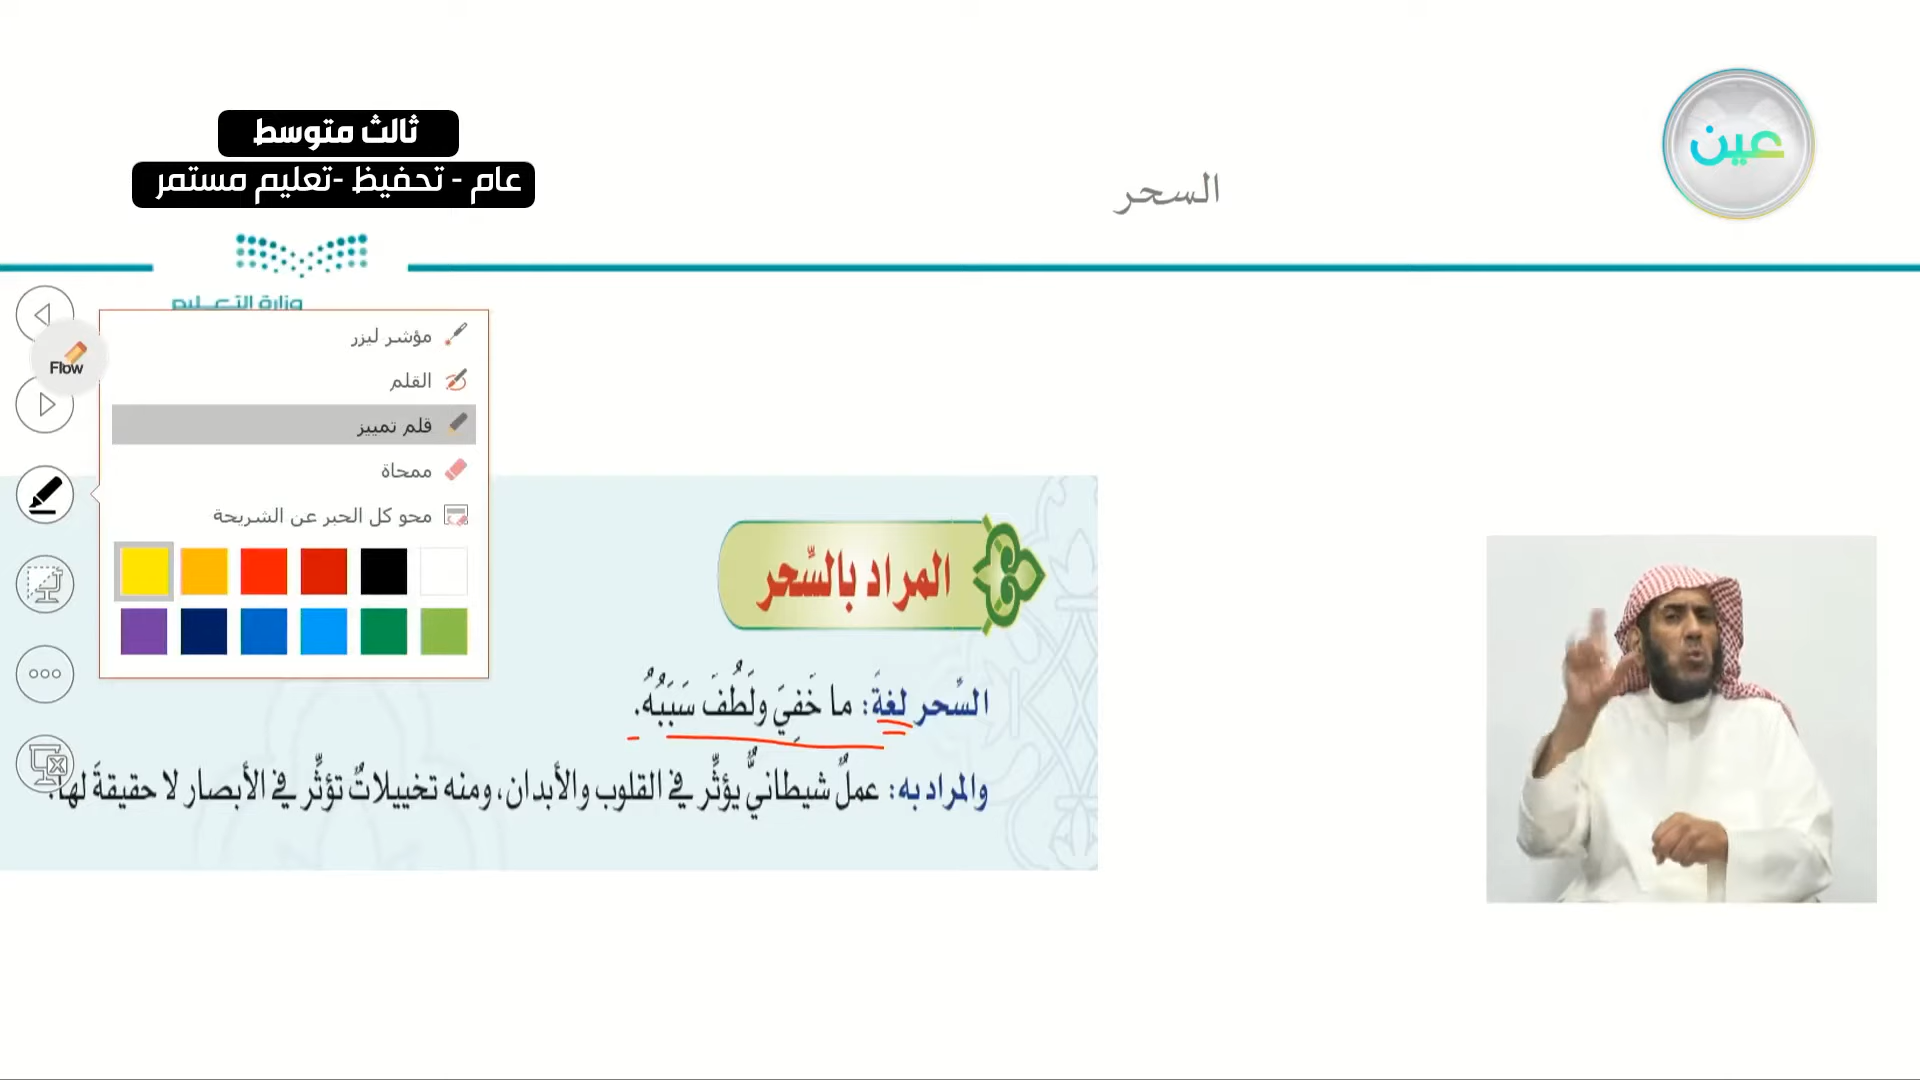 ثالث متوسط
عام - تحفيظ -تعليم مستمر
عين
السحر
وزارة التعـــليم
Flow
مؤشر ليزر
القلم
قلم تمييز
ممحاة
محو كل الحبر عن الشريحة
المراد بالسِّحر
السِّحر لغةً: ما خَفِيَ ولَطُفَ سَبَبُهُ.
والمراد به: عملٌ شيطانيٌّ يؤثِّر في القلوب والأبدان، ومنه تخييلاتٌ تؤثِّر في الأبصار لا حقيقةَ لها.